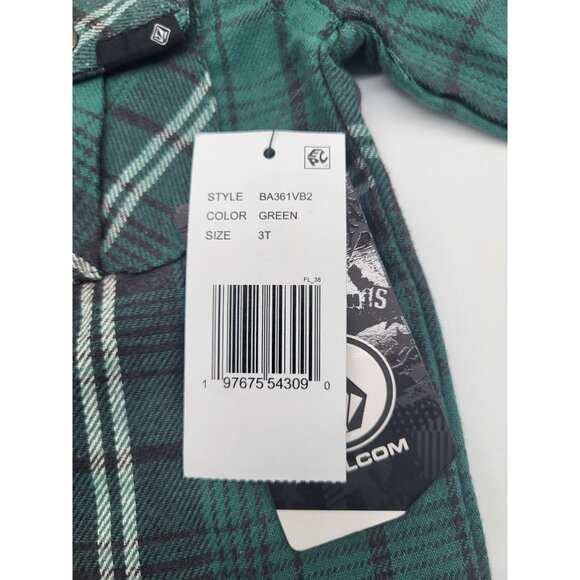 STYLE BA361VB2
COLOR GREEN
SIZE 3T
FL_38
1 97675 54309 0
LCOM